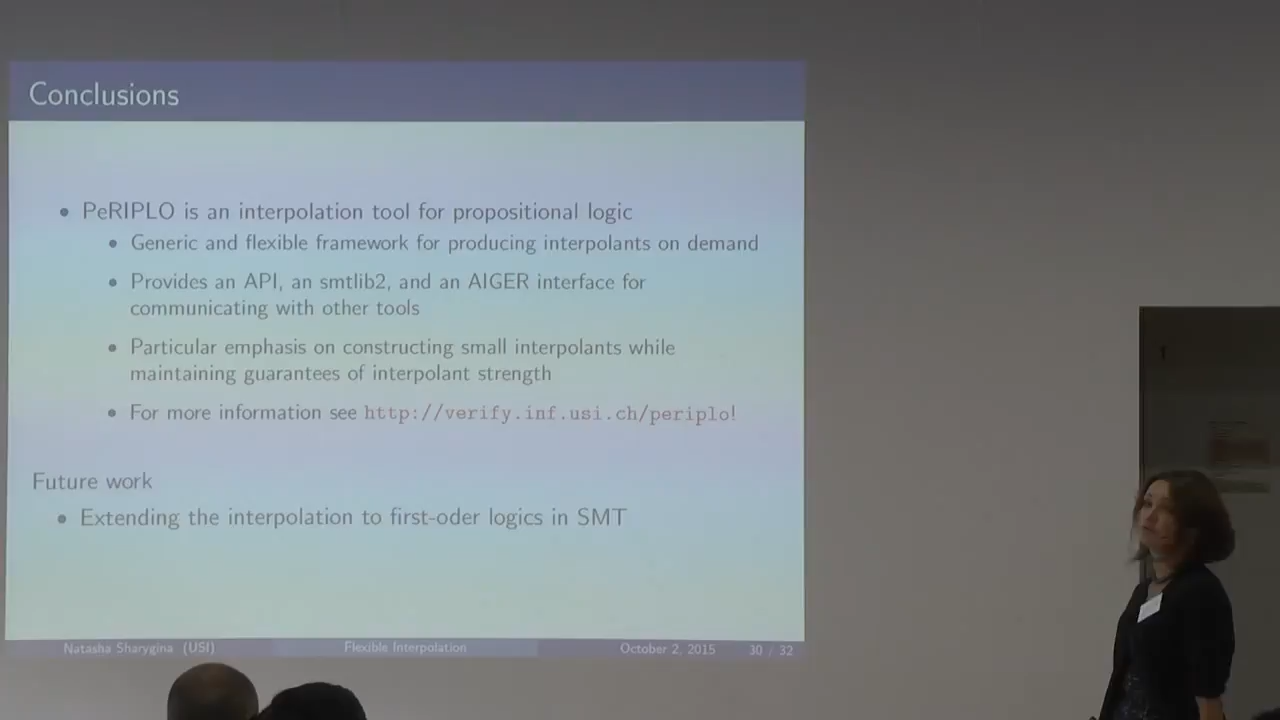 Conclusions
PeRIPLO is an interpolation tool for propositional logic
Generic and flexible framework for producing interpolants on demand
Provides an API, an smtlib2, and an AIGER interface for
communicating with other tools
Particular emphasis on constructing small interpolants while
maintaining guarantees of interpolant strength
For more information see http://verify.inf.usi.ch/periplo!
Future work
Extending the interpolation to first-oder logics in SMT
Natasha Sharygina (USI) Flexible Interpolation October 2, 2015 30 / 32